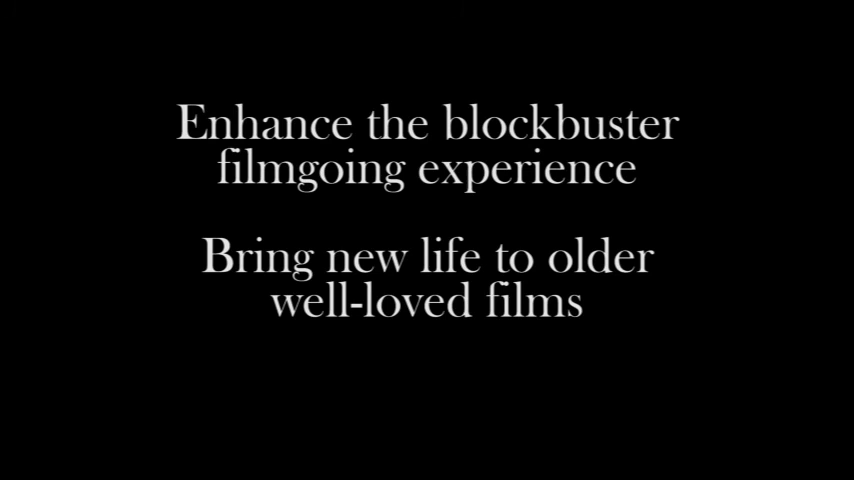 Enhance the blockbuster
filmgoing experience
Bring new life to older
well-loved films